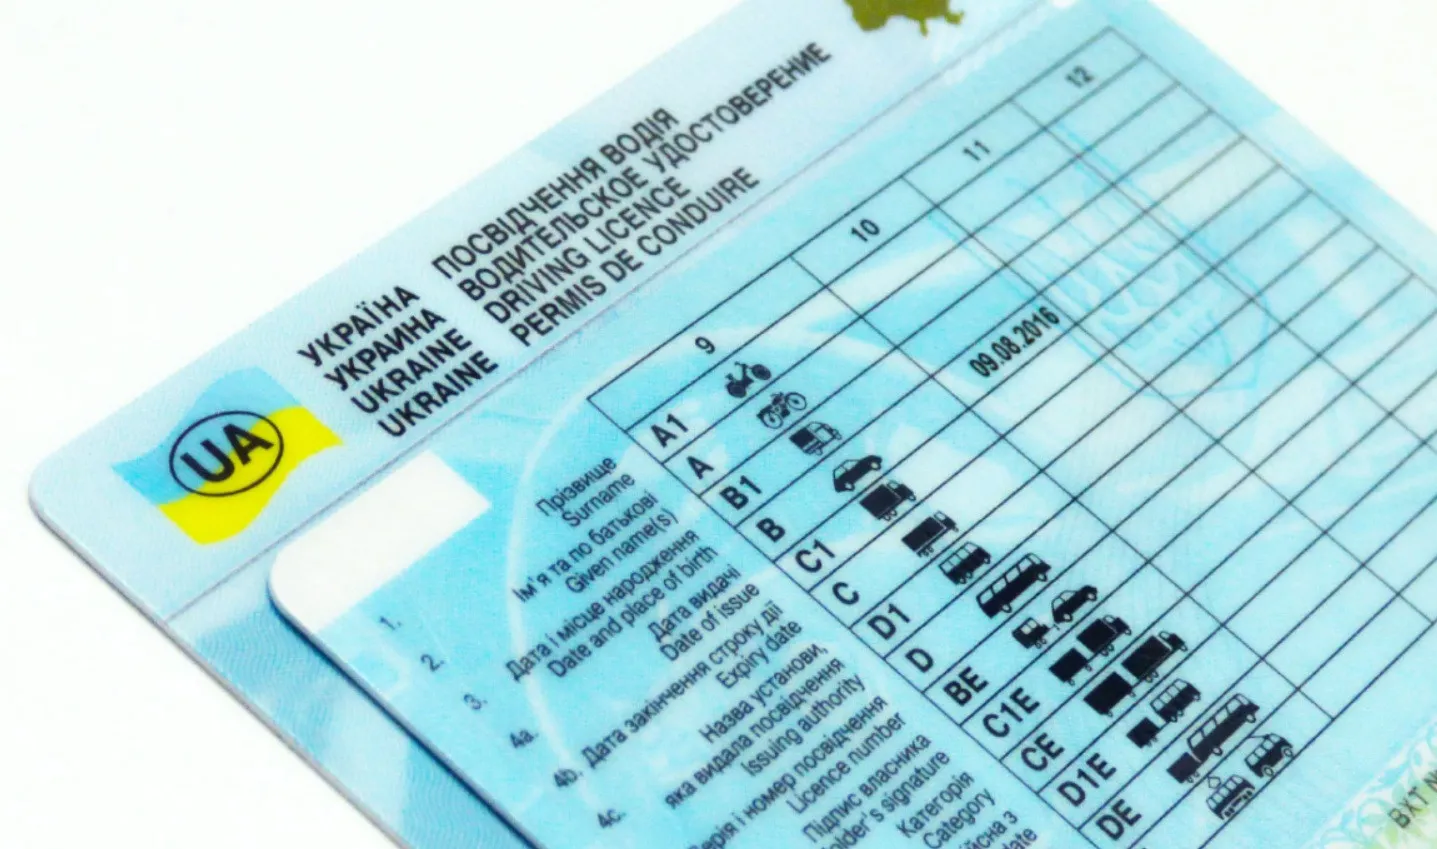 УКРАЇНА
УКРАИНА
UKRAINE
UKRAINE
ПОСВІДЧЕННЯ ВОДІЯ
ВОДИТЕЛЬСКОЕ УДОСТОВЕРЕНИЕ
DRIVING LICENCE
PERMIS DE CONDUIRE
UA
9 10 11 12
A1
A
B1
B 09.08.2016
C1
C
D1
D
BE
C1E
CE
D1E
DE
1. Прізвище
Surname
2. Ім'я та по батькові
Given name(s)
3. Дата і місце народження
Date and place of birth
4a. Дата видачі
Date of issue
4b. Дата закінчення строку дії
Expiry date
4c. Назва установи,
яка видала посвідчення
Issuing authority
номер посвідчення
Licence number
Підпис власника
signature
Категорія
Category
BXT